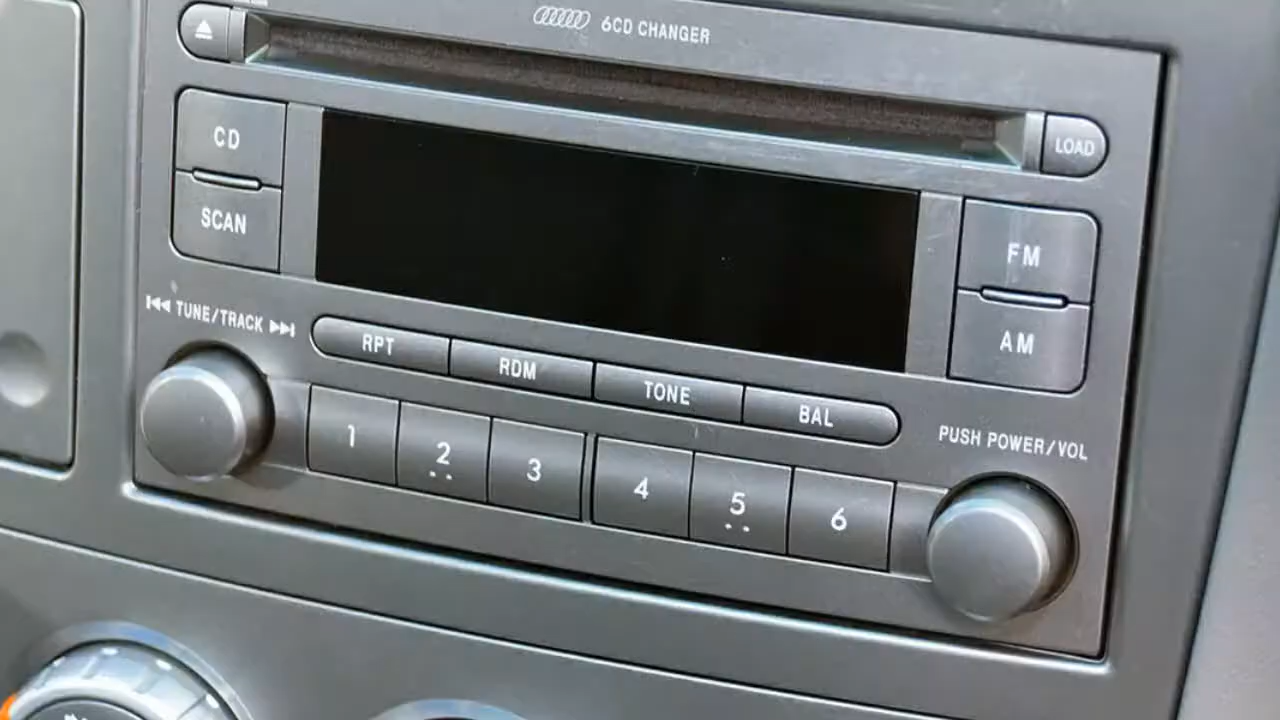 6CD CHANGER
LOAD
CD
SCAN
FM
AM
TUNE/TRACK
RPT
RDM
TONE
BAL
PUSH POWER/VOL
1
2
3
4
5
6